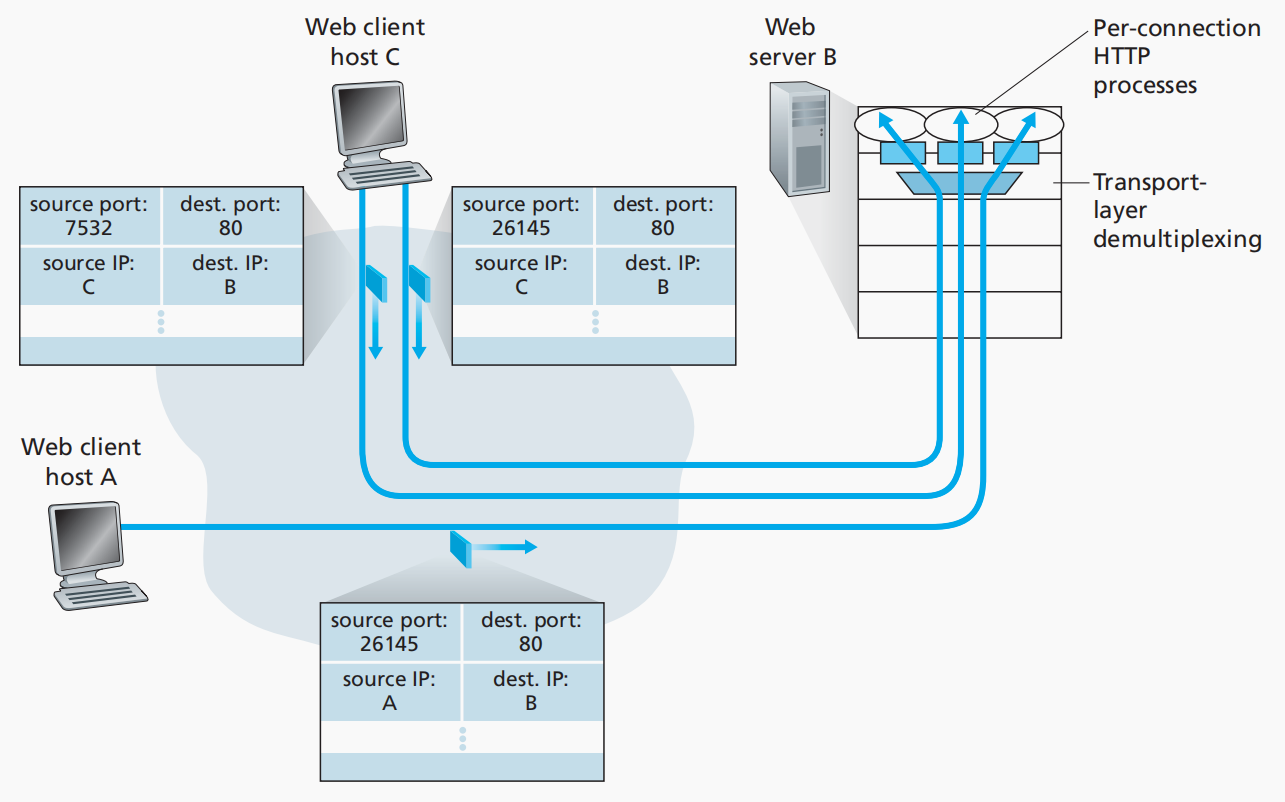 Web client
host C
Web
server B
Per-connection
HTTP
processes
Transport-
layer
demultiplexing
source port:
7532
dest. port:
80
source IP:
C
dest. IP:
B
source port:
26145
dest. port:
80
source IP:
C
dest. IP:
B
Web client
host A
source port:
26145
dest. port:
80
source IP:
A
dest. IP:
B